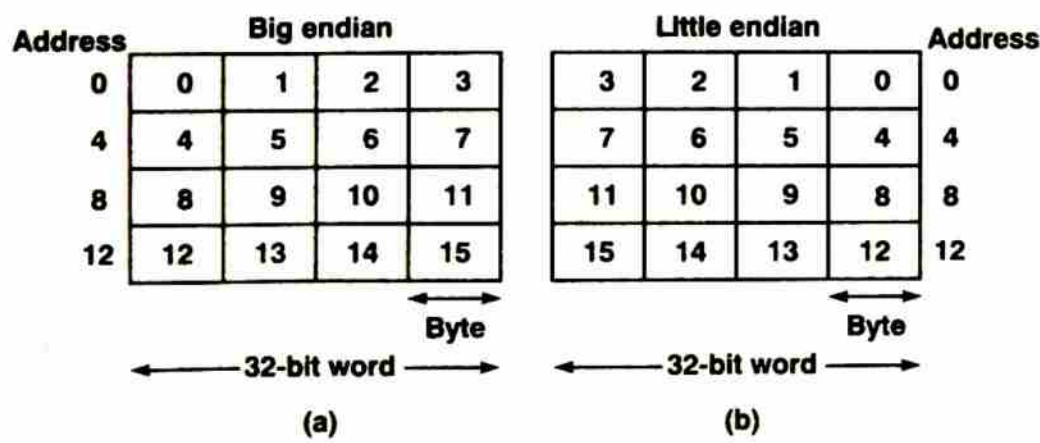 Big endian Little endian
Address Address
0 0 1 2 3 3 2 1 0 0
4 4 5 6 7 7 6 5 4 4
8 8 9 10 11 11 10 9 8 8
12 12 13 14 15 15 14 13 12 12
Byte Byte
32-bit word 32-bit word
(a) (b)